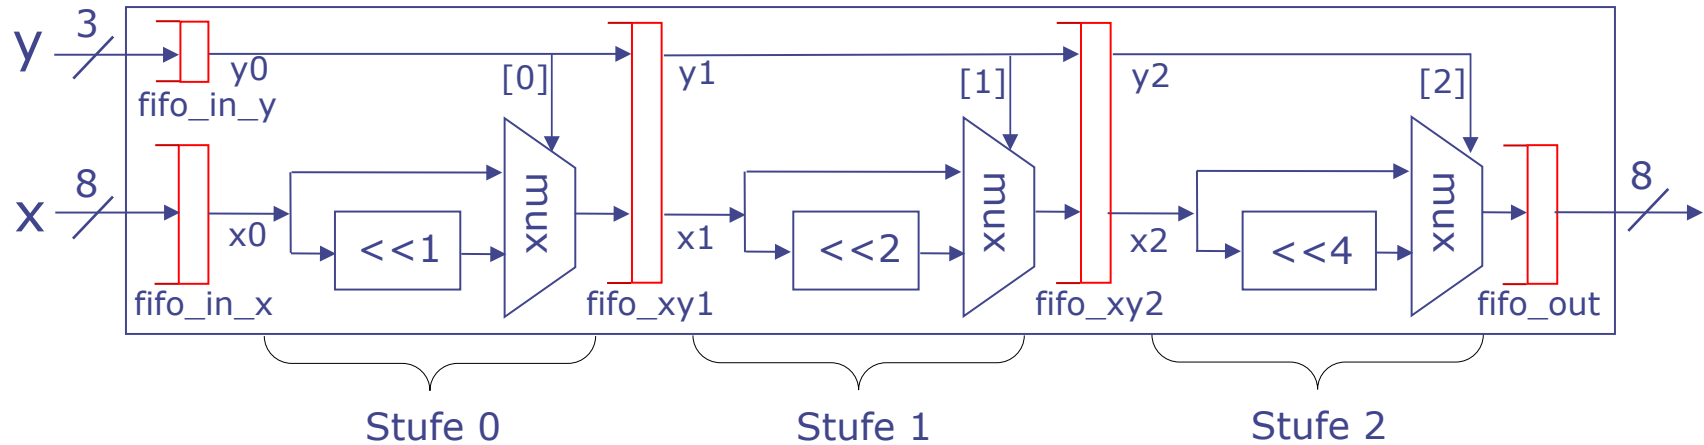 3
y
y0
[0]
y1
[1]
y2
[2]
fifo_in_y
8
x
x0
<<1
mux
x1
<<2
mux
x2
<<4
mux
8
fifo_in_x
fifo_xy1
fifo_xy2
fifo_out
Stufe 0
Stufe 1
Stufe 2